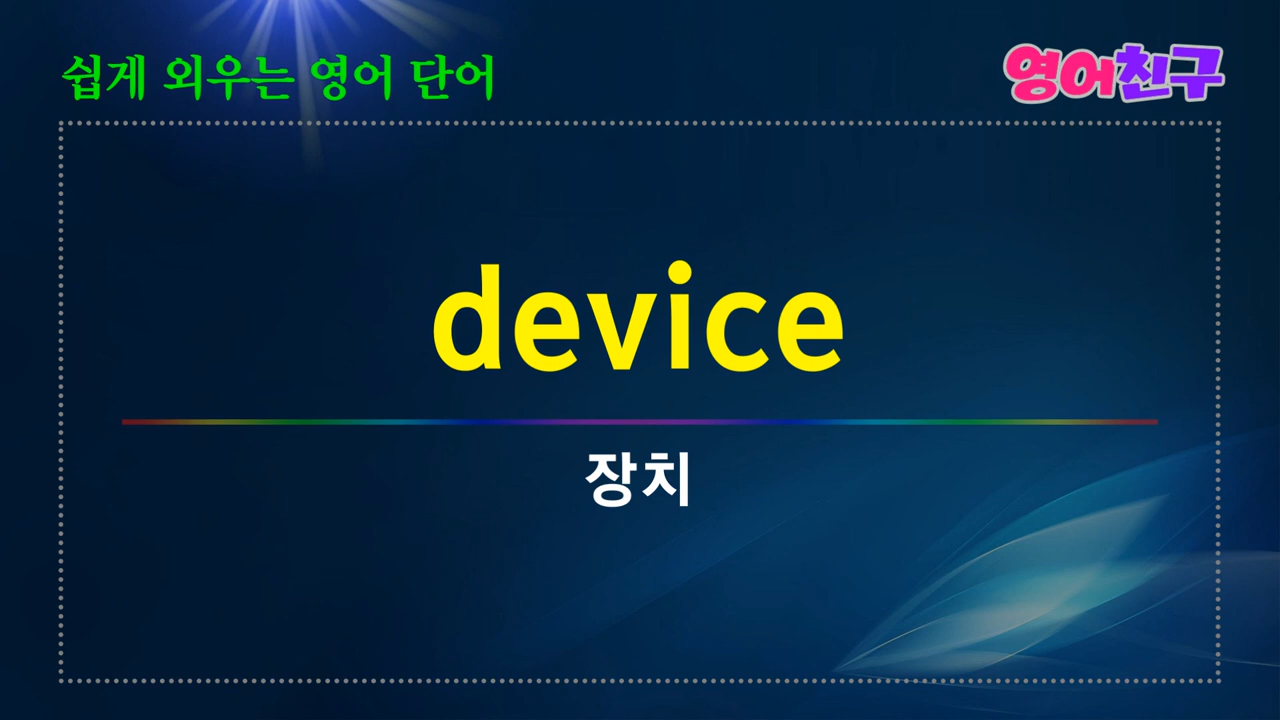 쉽게 외우는 영어 단어
영어친구
device
장치